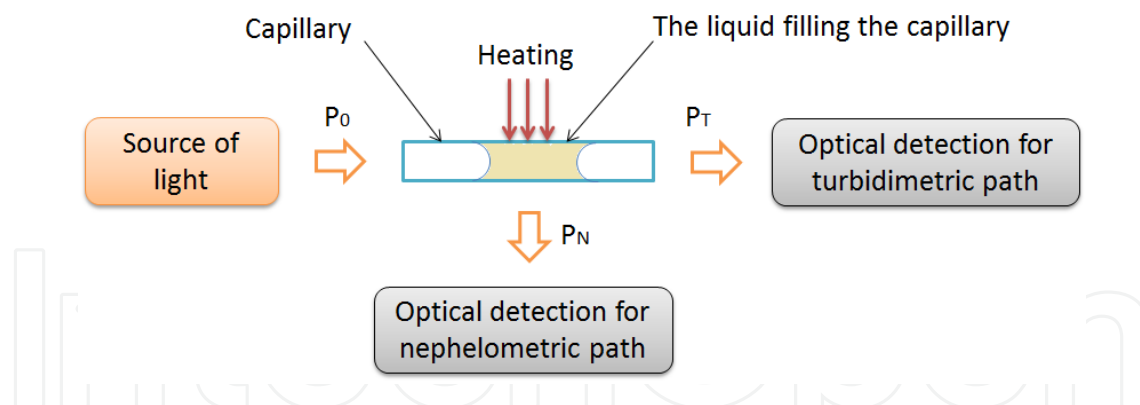 Capillary
The liquid filling the capillary
Heating
P0
PT
Source of
light
Optical detection for
turbidimetric path
PN
Optical detection for
nephelometric path